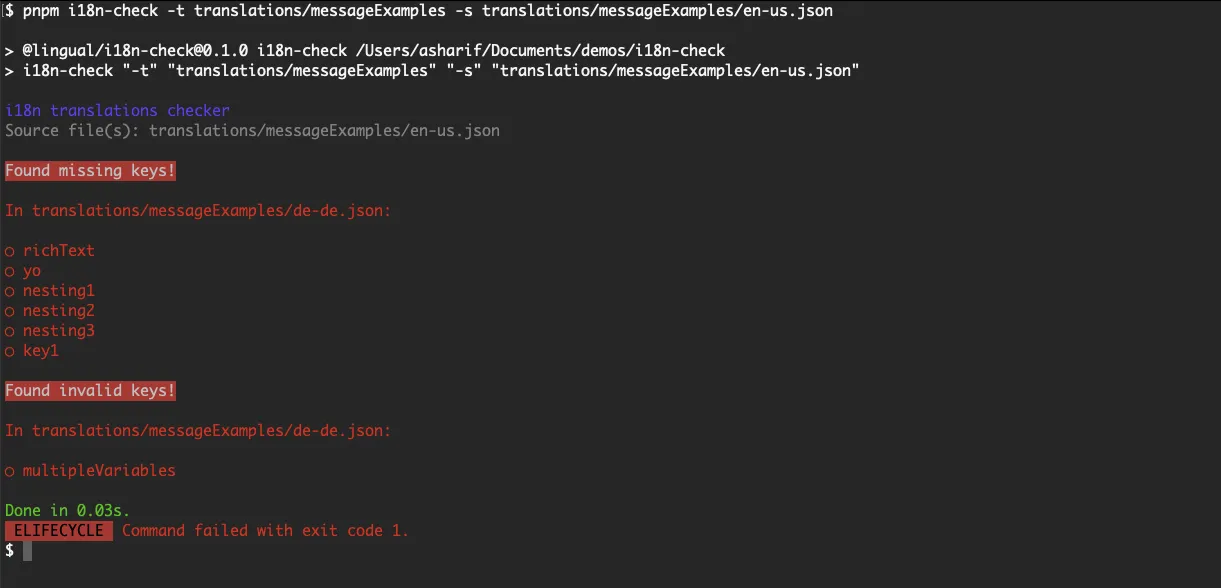 $ pnpm i18n-check -t translations/messageExamples -s translations/messageExamples/en-us.json
> @lingual/i18n-check@0.1.0 i18n-check /Users/asharif/Documents/demos/i18n-check
> i18n-check "-t" "translations/messageExamples" "-s" "translations/messageExamples/en-us.json"
i18n translations checker
Source file(s): translations/messageExamples/en-us.json
Found missing keys!
In translations/messageExamples/de-de.json:
○ richText
○ yo
○ nesting1
○ nesting2
○ nesting3
○ key1
Found invalid keys!
In translations/messageExamples/de-de.json:
○ multipleVariables
Done in 0.03s.
ELIFECYCLE Command failed with exit code 1.
$